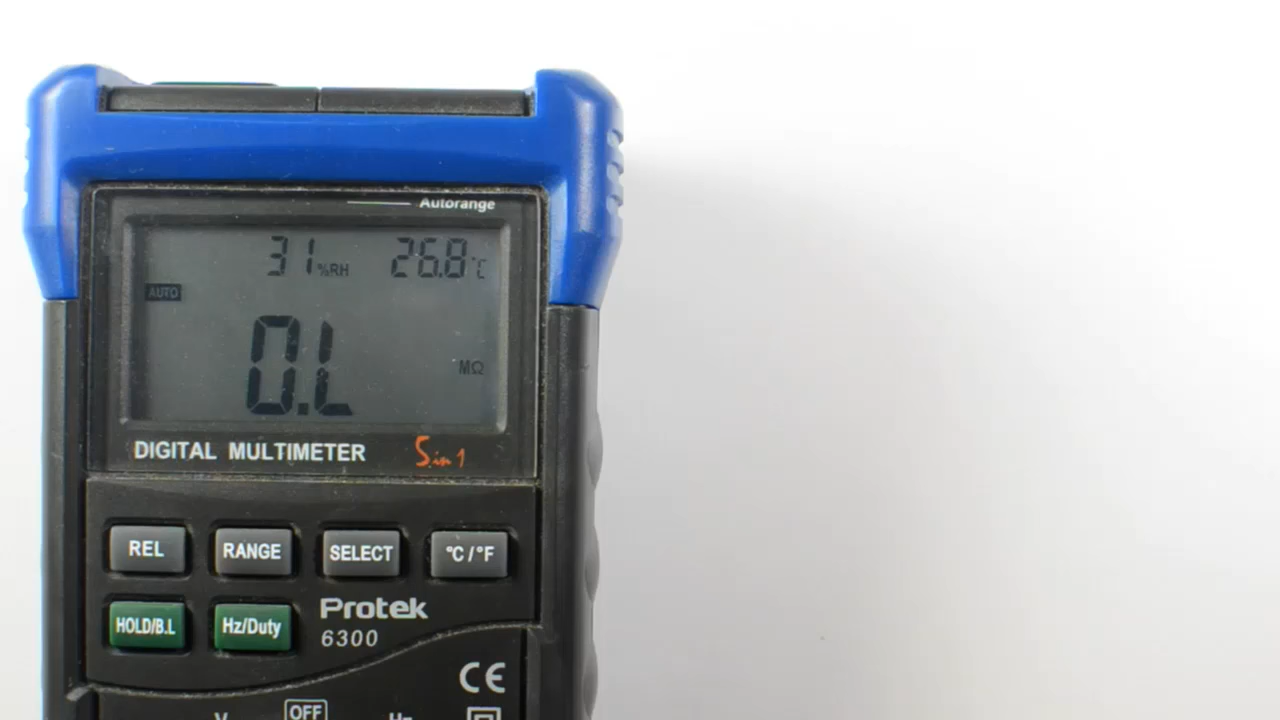 Autorange
31 %RH 26.8 °C
AUTO
0.L MΩ
DIGITAL MULTIMETER 5 in 1
REL RANGE SELECT °C/°F
HOLD/B.L Hz/Duty Protek
6300
CE
V OFF Hz